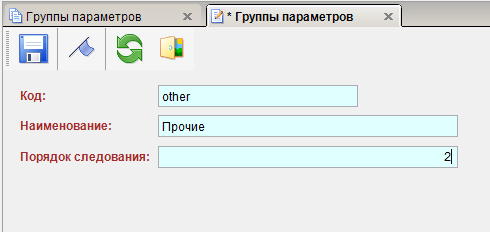 Группы параметров * Группы параметров
Код: other
Наименование: Прочие
Порядок следования: 2